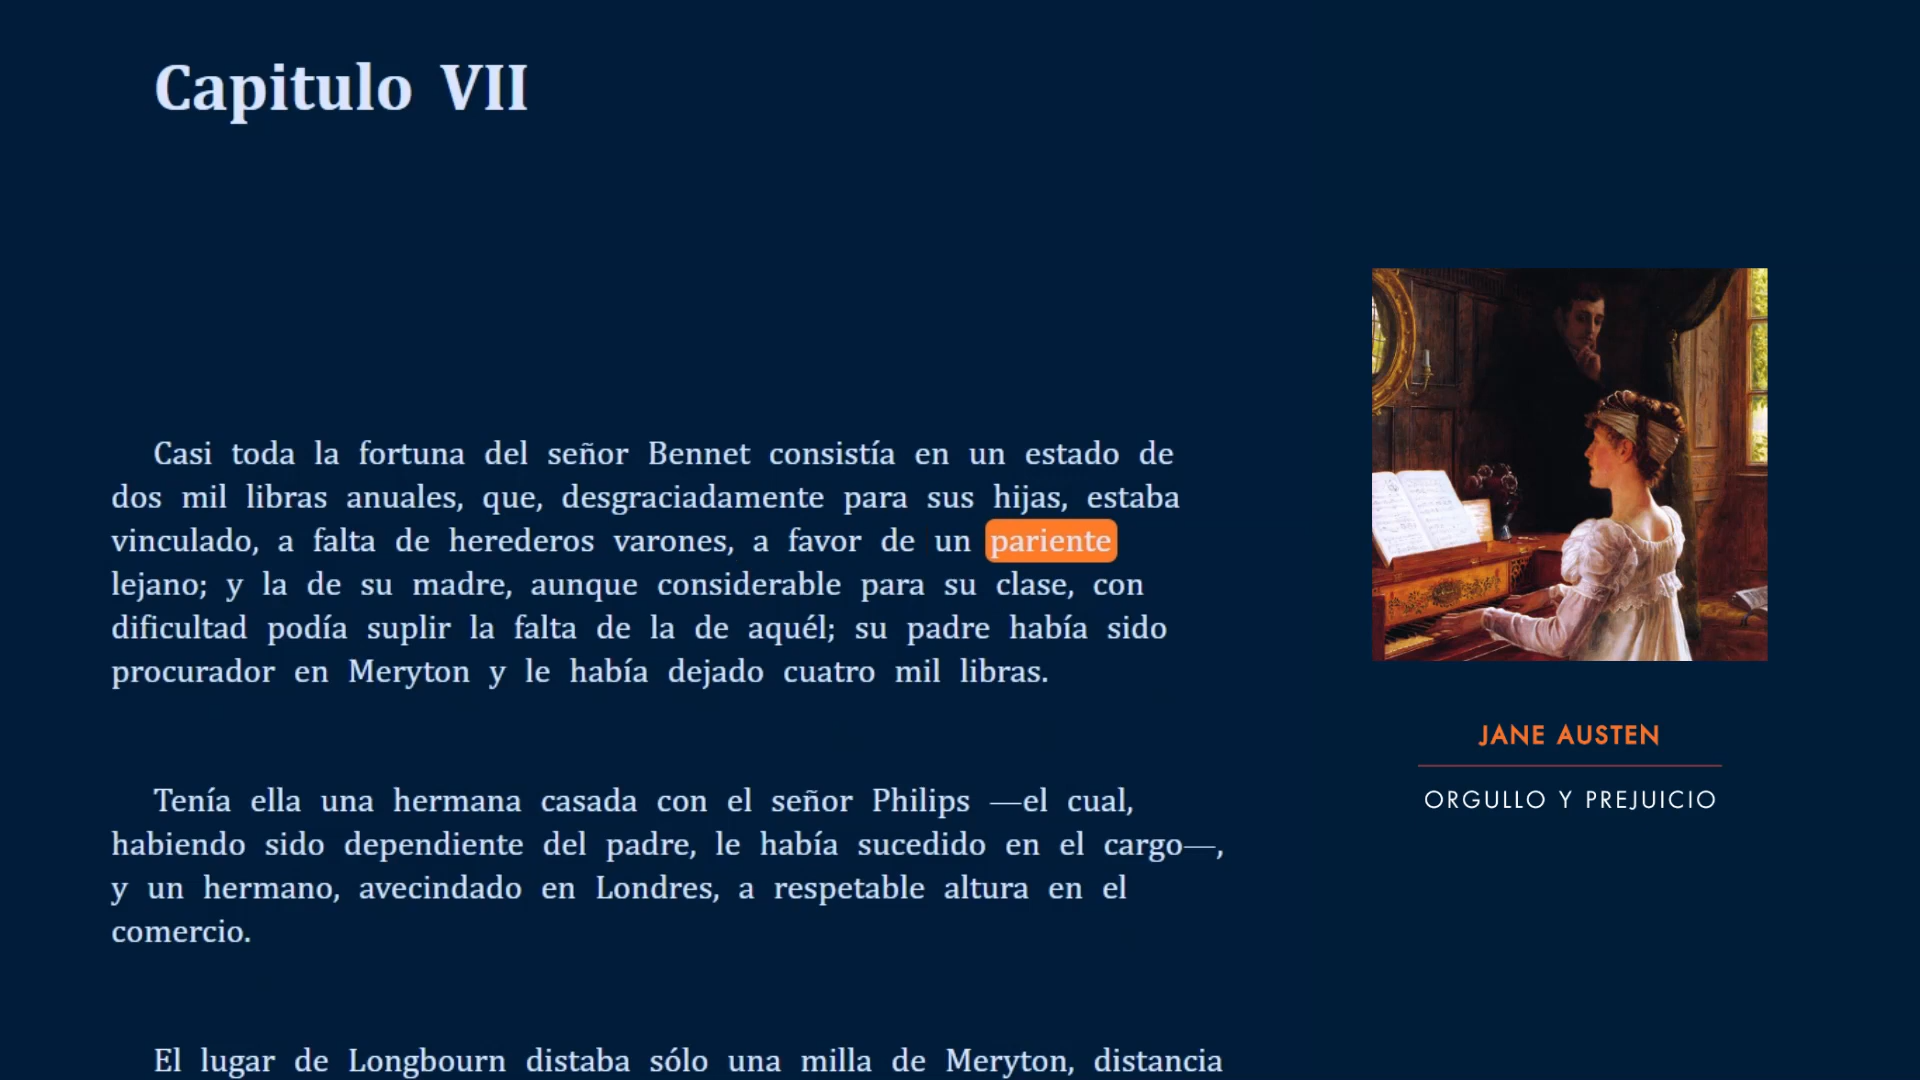 Capitulo VII
Casi toda la fortuna del señor Bennet consistía en un estado de
dos mil libras anuales, que, desgraciadamente para sus hijas, estaba
vinculado, a falta de herederos varones, a favor de un pariente
lejano; y la de su madre, aunque considerable para su clase, con
dificultad podía suplir la falta de la de aquél; su padre había sido
procurador en Meryton y le había dejado cuatro mil libras.
Tenía ella una hermana casada con el señor Philips —el cual,
habiendo sido dependiente del padre, le había sucedido en el cargo—,
y un hermano, avecindado en Londres, a respetable altura en el
comercio.
El lugar de Longbourn distaba sólo una milla de Meryton, distancia
JANE AUSTEN
ORGULLO Y PREJUICIO